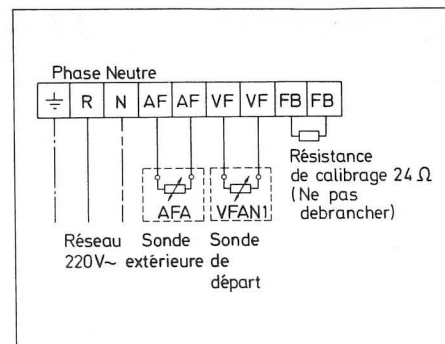 Phase Neutre
⏚ R N AF AF VF VF FB FB
Résistance
de calibrage 24 Ω
(Ne pas
debrancher)
AFA VFAN1
Réseau Sonde Sonde
220V~ extérieure de
départ